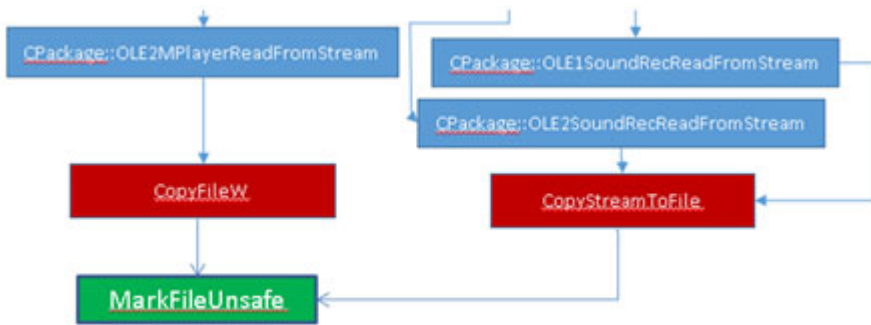 CPackage::OLE2MPlayerReadFromStream
CPackage::OLE1SoundRecReadFromStream
CPackage::OLE2SoundRecReadFromStream
CopyFileW
CopyStreamToFile
MarkFileUnsafe